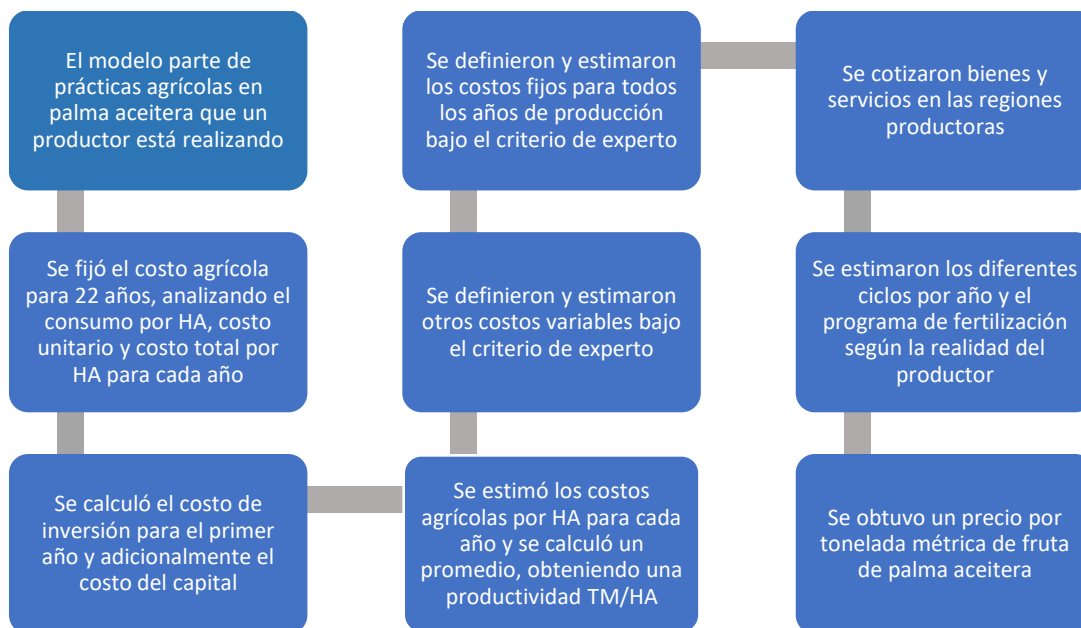 El modelo parte de
prácticas agrícolas en
palma aceitera que un
productor está realizando
Se fijó el costo agrícola
para 22 años, analizando el
consumo por HA, costo
unitario y costo total por
HA para cada año
Se calculó el costo de
inversión para el primer
año y adicionalmente el
costo del capital
Se estimó los costos
agrícolas por HA para cada
año y se calculó un
promedio, obteniendo una
productividad TM/HA
Se definieron y estimaron
otros costos variables bajo
el criterio de experto
Se definieron y estimaron
los costos fijos para todos
los años de producción
bajo el criterio de experto
Se cotizaron bienes y
servicios en las regiones
productoras
Se estimaron los diferentes
ciclos por año y el
programa de fertilización
según la realidad del
productor
Se obtuvo un precio por
tonelada métrica de fruta
de palma aceitera